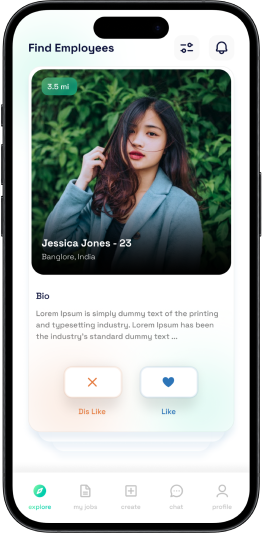 Find Employees
3.5 mi
Jessica Jones - 23
Banglore, India
Bio
Lorem Ipsum is simply dummy text of the printing
and typesetting industry. Lorem Ipsum has been
the industry's standard dummy text ...
Dis Like
Like
explore
my jobs
create
chat
profile